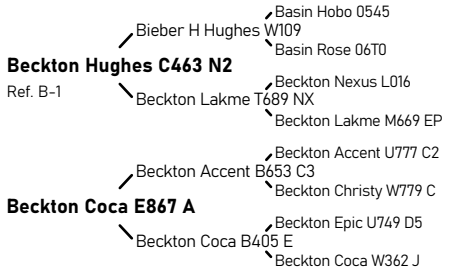 Basin Hobo 0545
Bieber H Hughes W109
Basin Rose 06T0
Beckton Hughes C463 N2
Ref. B-1
Beckton Nexus L016
Beckton Lakme T689 NX
Beckton Lakme M669 EP
Beckton Accent U777 C2
Beckton Accent B653 C3
Beckton Christy W779 C
Beckton Coca E867 A
Beckton Epic U749 D5
Beckton Coca B405 E
Beckton Coca W362 J